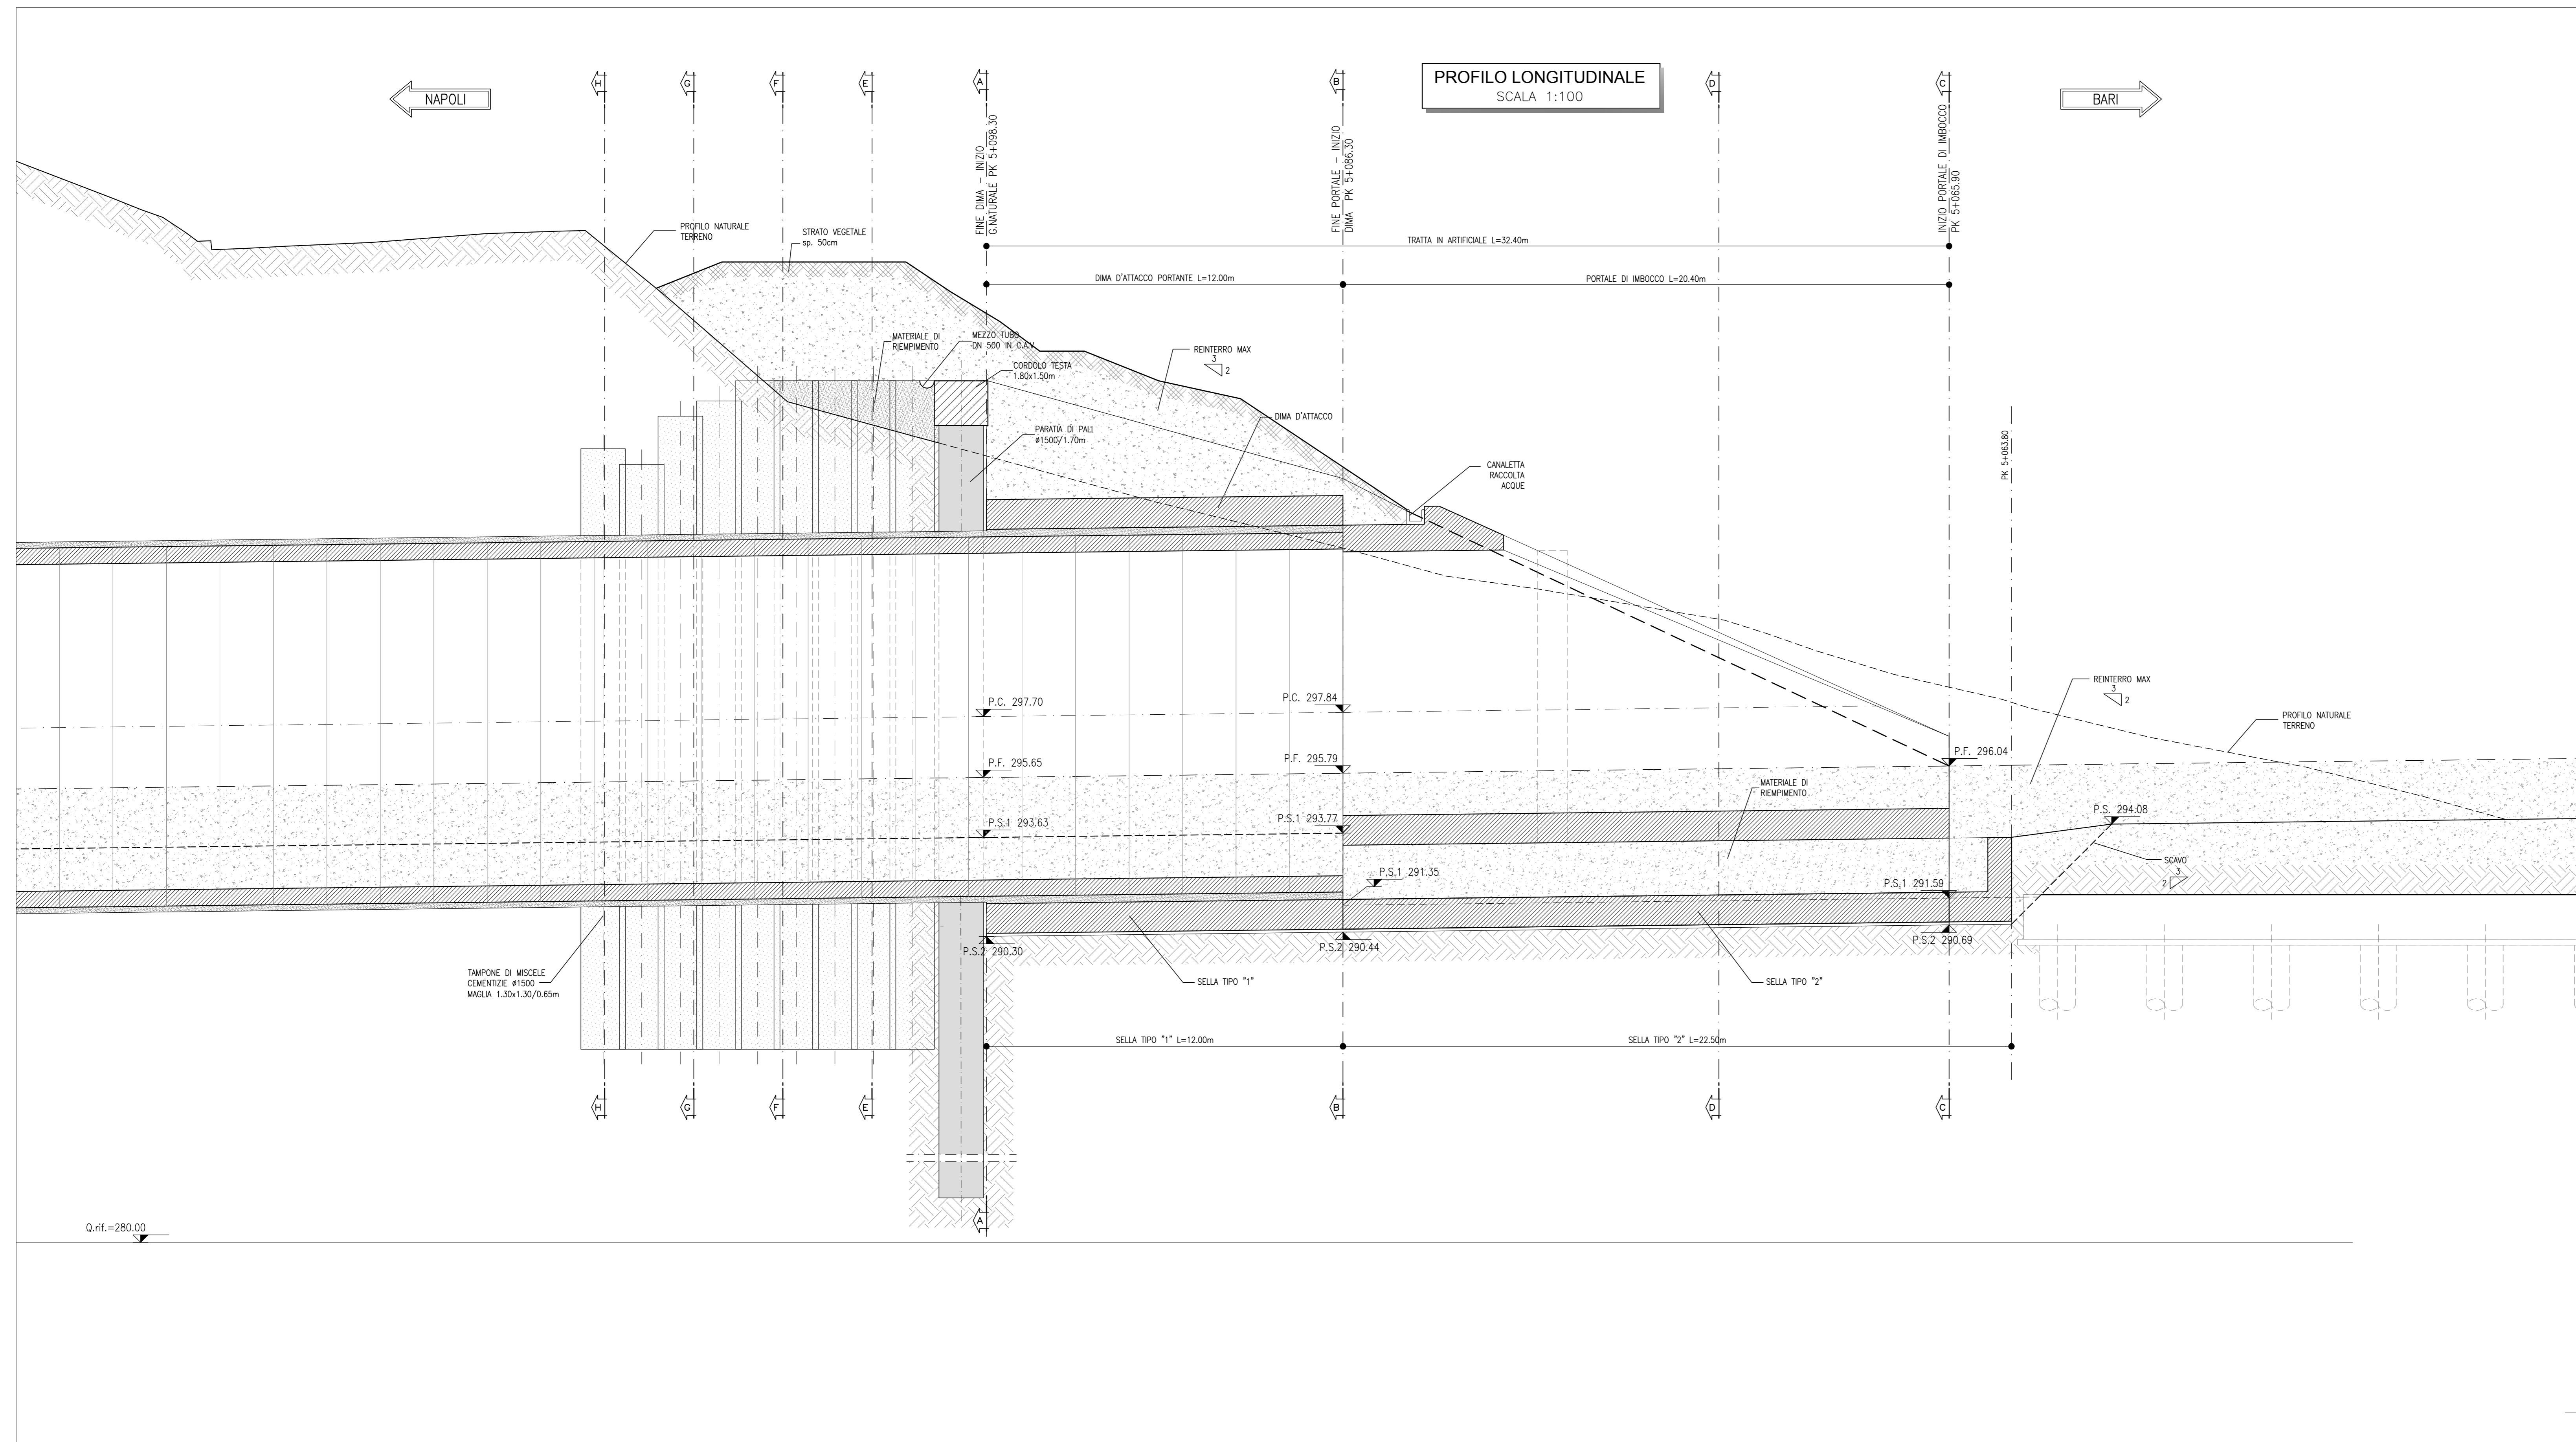 PROFILO LONGITUDINALE
SCALA 1:100
NAPOLI
BARI
H
G
F
E
A
B
D
C
FINE DIMA - INIZIO
G.NATURALE PK 5+098.30
FINE PORTALE - INIZIO
DIMA PK 5+086.30
INIZIO PORTALE DI IMBOCCO
PK 5+065.90
PROFILO NATURALE
TERRENO
STRATO VEGETALE
sp. 50cm
TRATTA IN ARTIFICIALE L=32.40m
DIMA D'ATTACCO PORTANTE L=12.00m
PORTALE DI IMBOCCO L=20.40m
MATERIALE DI
RIEMPIMENTO
MEZZO TUBO
DN 500 IN C.A.V.
CORDOLO TESTA
1.80x1.50m
REINTERRO MAX
3
2
DIMA D'ATTACCO
PARATIA DI PALI
ø1500/1.70m
CANALETTA
RACCOLTA
ACQUE
PK 5+063.80
P.C. 297.70
P.C. 297.84
REINTERRO MAX
3
2
PROFILO NATURALE
TERRENO
P.F. 295.65
P.F. 295.79
P.F. 296.04
MATERIALE DI
RIEMPIMENTO
P.S.1 293.63
P.S.1 293.77
P.S. 294.08
SCAVO
3
2
P.S.1 291.35
P.S.1 291.59
P.S.2 290.30
P.S.2 290.44
P.S.2 290.69
TAMPONE DI MISCELE
CEMENTIZIE ø1500
MAGLIA 1.30x1.30/0.65m
SELLA TIPO "1"
SELLA TIPO "2"
SELLA TIPO "1" L=12.00m
SELLA TIPO "2" L=22.50m
H
G
F
E
B
D
C
A
Q.rif.=280.00